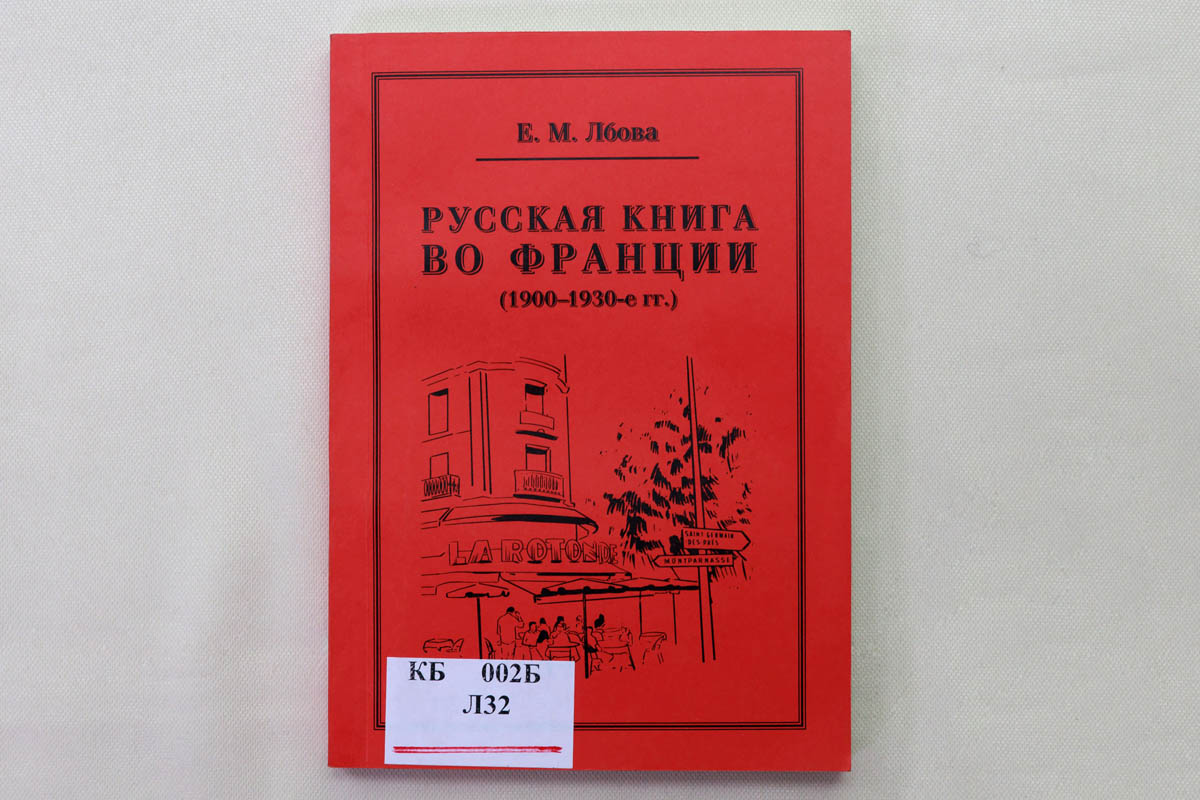 Е. М. Лбова
РУССКАЯ КНИГА
ВО ФРАНЦИИ
(1900–1930-е гг.)
LA ROTONDE
SAINT GERMAIN
DES PRÉS
MONTPARNASSE
КБ 002Б
Л32